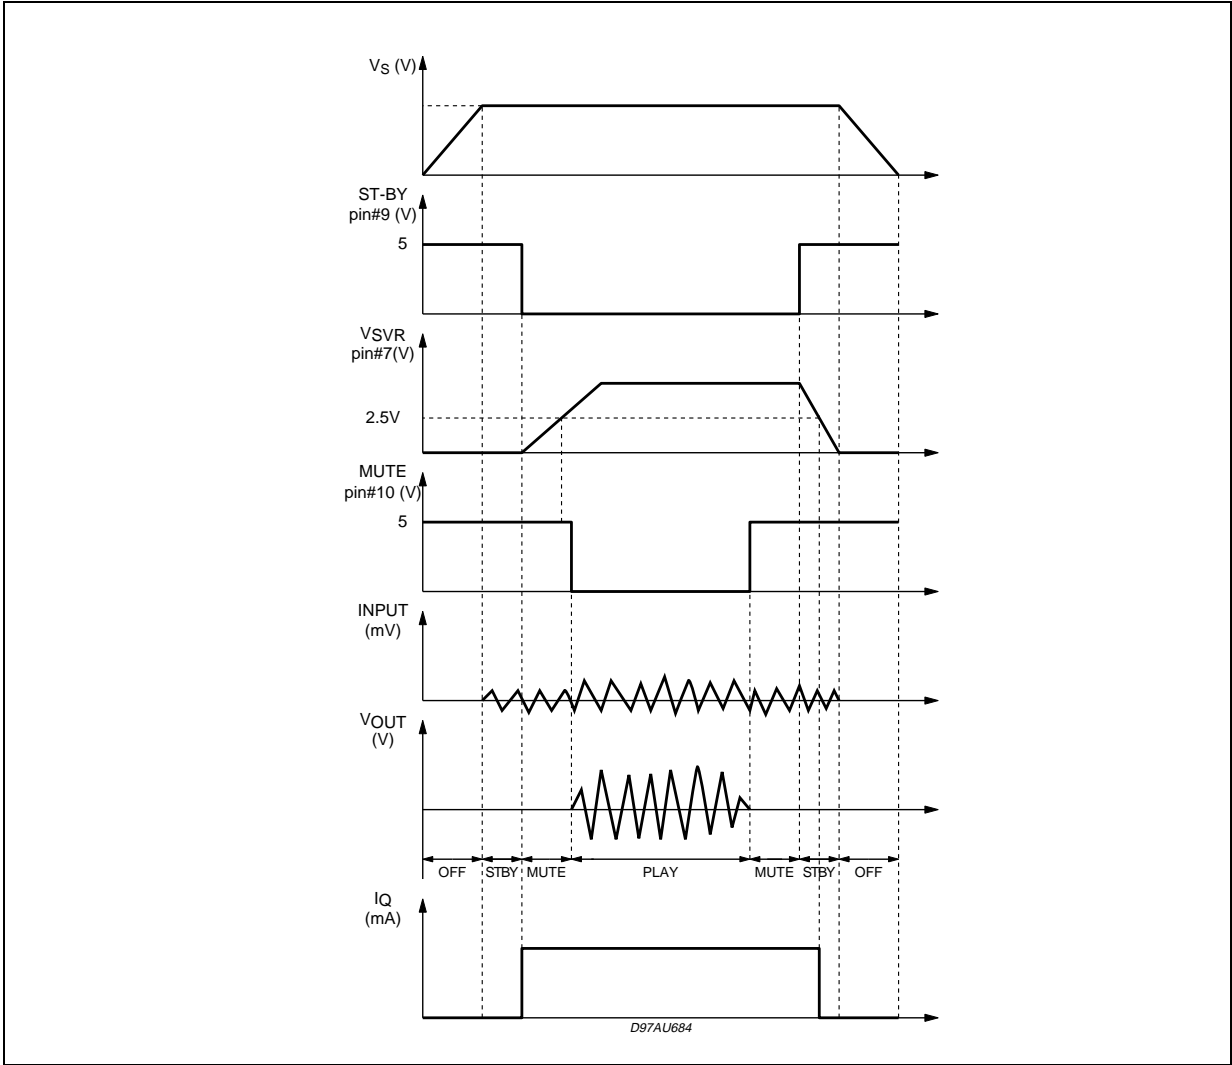 VS (V)
ST-BY
pin#9 (V)
5
VSVR
pin#7(V)
2.5V
MUTE
pin#10 (V)
5
INPUT
(mV)
VOUT
(V)
OFF STBY MUTE PLAY MUTE STBY OFF
IQ
(mA)
D97AU684